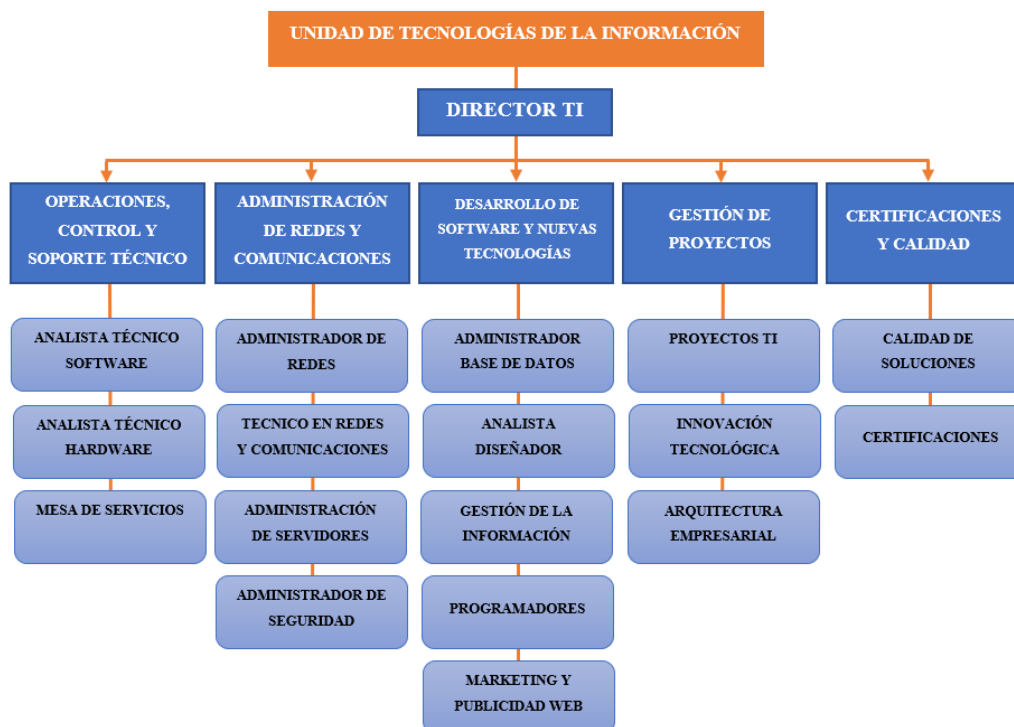 UNIDAD DE TECNOLOGÍAS DE LA INFORMACIÓN
DIRECTOR TI
OPERACIONES,
CONTROL Y
SOPORTE TÉCNICO
ANALISTA TÉCNICO
SOFTWARE
ANALISTA TÉCNICO
HARDWARE
MESA DE SERVICIOS
ADMINISTRACIÓN
DE REDES Y
COMUNICACIONES
ADMINISTRADOR DE
REDES
TECNICO EN REDES
Y COMUNICACIONES
ADMINISTRACIÓN
DE SERVIDORES
ADMINISTRADOR DE
SEGURIDAD
DESARROLLO DE
SOFTWARE Y NUEVAS
TECNOLOGÍAS
ADMINISTRADOR
BASE DE DATOS
ANALISTA
DISEÑADOR
GESTIÓN DE LA
INFORMACIÓN
PROGRAMADORES
MARKETING Y
PUBLICIDAD WEB
GESTIÓN DE
PROYECTOS
PROYECTOS TI
INNOVACIÓN
TECNOLÓGICA
ARQUITECTURA
EMPRESARIAL
CERTIFICACIONES
Y CALIDAD
CALIDAD DE
SOLUCIONES
CERTIFICACIONES